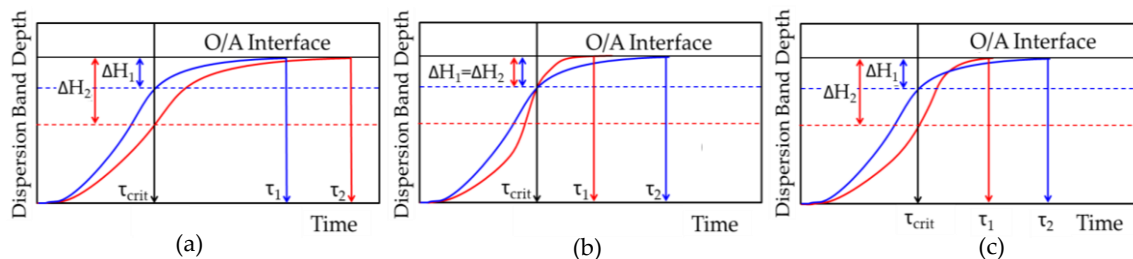 Dispersion Band Depth
O/A Interface
ΔH₁
ΔH₂
τcrit
τ₁
τ₂
Time
(a)
Dispersion Band Depth
O/A Interface
ΔH₁=ΔH₂
τcrit
τ₁
τ₂
Time
(b)
Dispersion Band Depth
O/A Interface
ΔH₁
ΔH₂
τcrit
τ₁
τ₂
Time
(c)